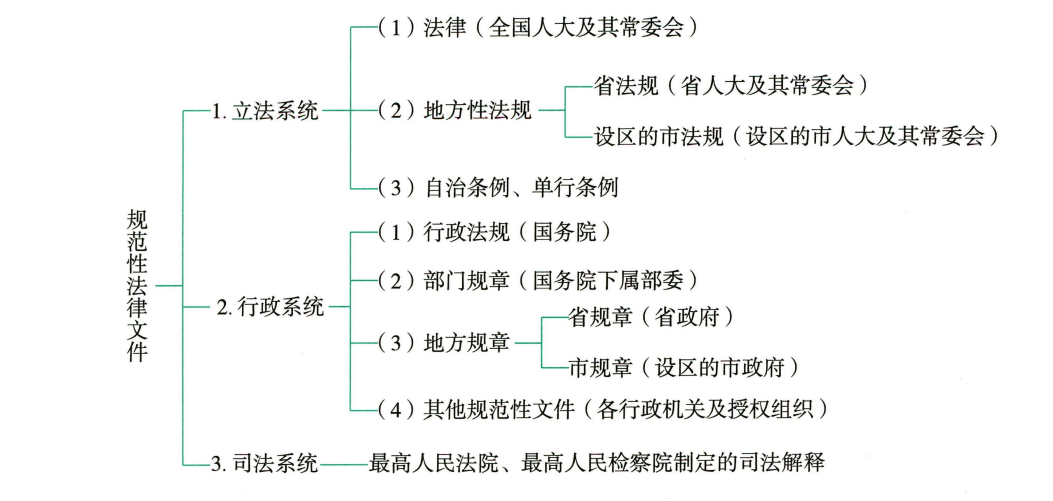 规范性法律文件
1. 立法系统
（1）法律（全国人大及其常委会）
（2）地方性法规
省法规（省人大及其常委会）
设区的市法规（设区的市人大及其常委会）
（3）自治条例、单行条例
2. 行政系统
（1）行政法规（国务院）
（2）部门规章（国务院下属部委）
（3）地方规章
省规章（省政府）
市规章（设区的市政府）
（4）其他规范性文件（各行政机关及授权组织）
3. 司法系统
最高人民法院、最高人民检察院制定的司法解释